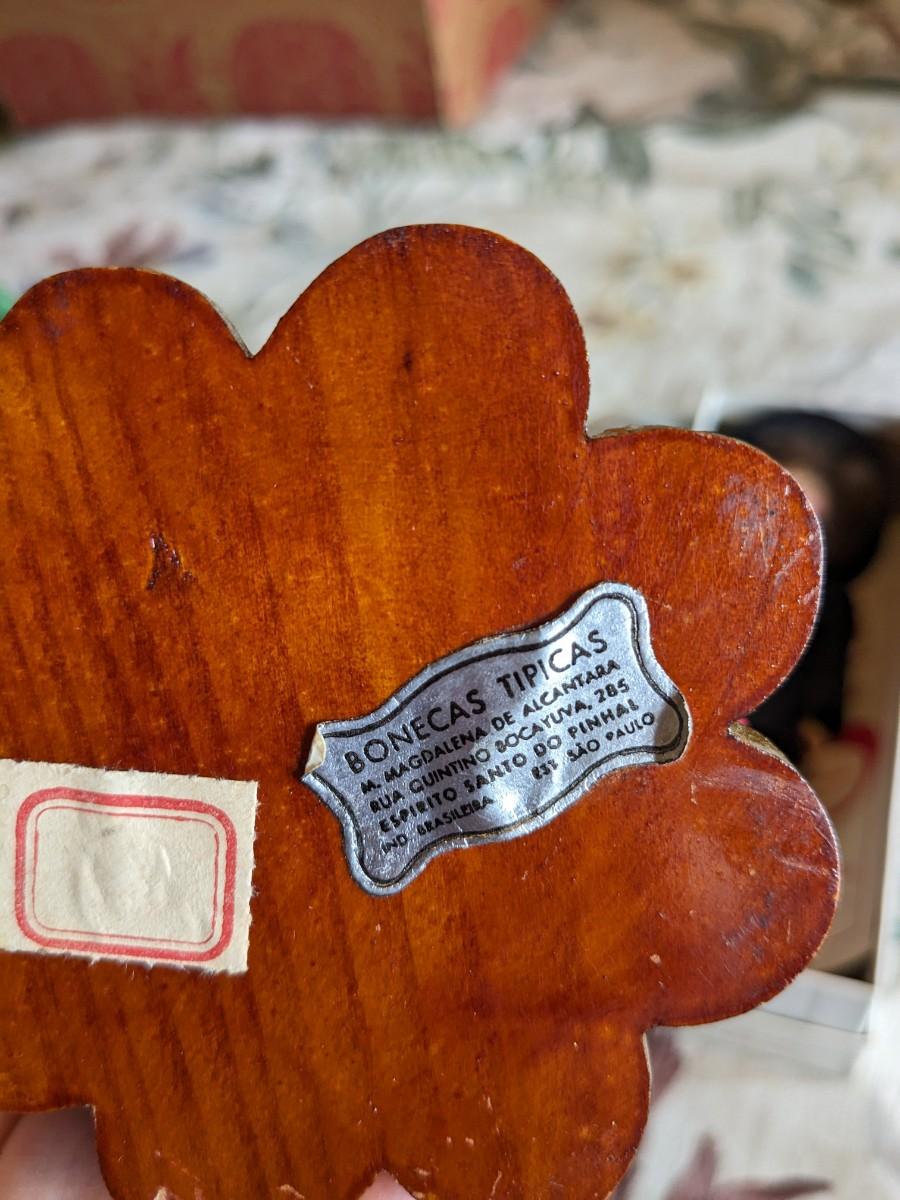 BONECAS TIPICAS
M. MAGDALENA DE ALCANTARA
RUA QUINTINO BOCAYUVA, 285
ESPIRITO SANTO DO PINHAL
IND. BRASILEIRA EST. SÃO PAULO